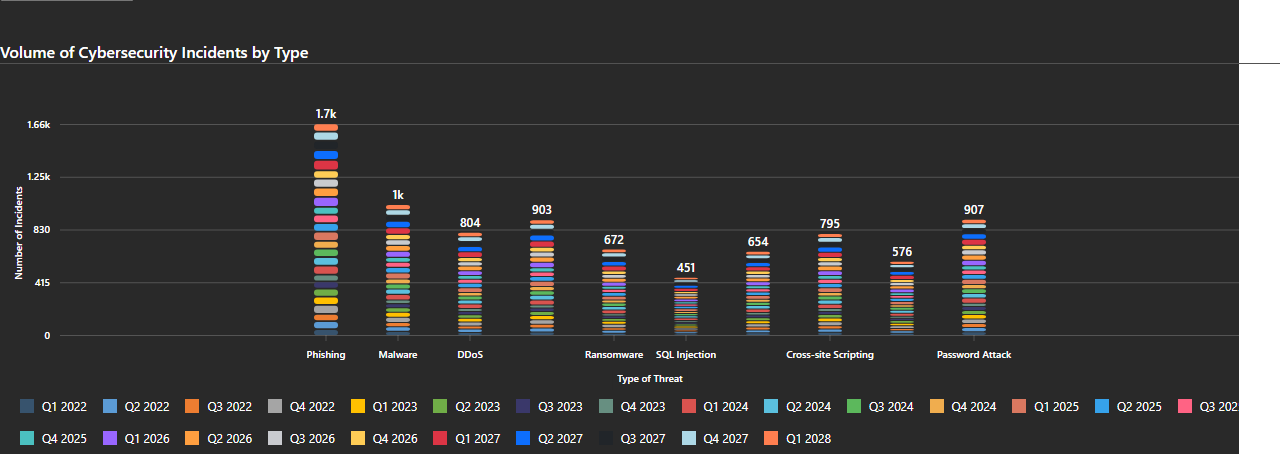 Volume of Cybersecurity Incidents by Type
1.7k
1.66k
1.25k
1k
903
907
830
804
795
672
654
576
451
415
0
Number of Incidents
Phishing Malware DDoS Ransomware SQL Injection Cross-site Scripting Password Attack
Type of Threat
Q1 2022 Q2 2022 Q3 2022 Q4 2022 Q1 2023 Q2 2023 Q3 2023 Q4 2023 Q1 2024 Q2 2024 Q3 2024 Q4 2024 Q1 2025 Q2 2025 Q3 202
Q4 2025 Q1 2026 Q2 2026 Q3 2026 Q4 2026 Q1 2027 Q2 2027 Q3 2027 Q4 2027 Q1 2028